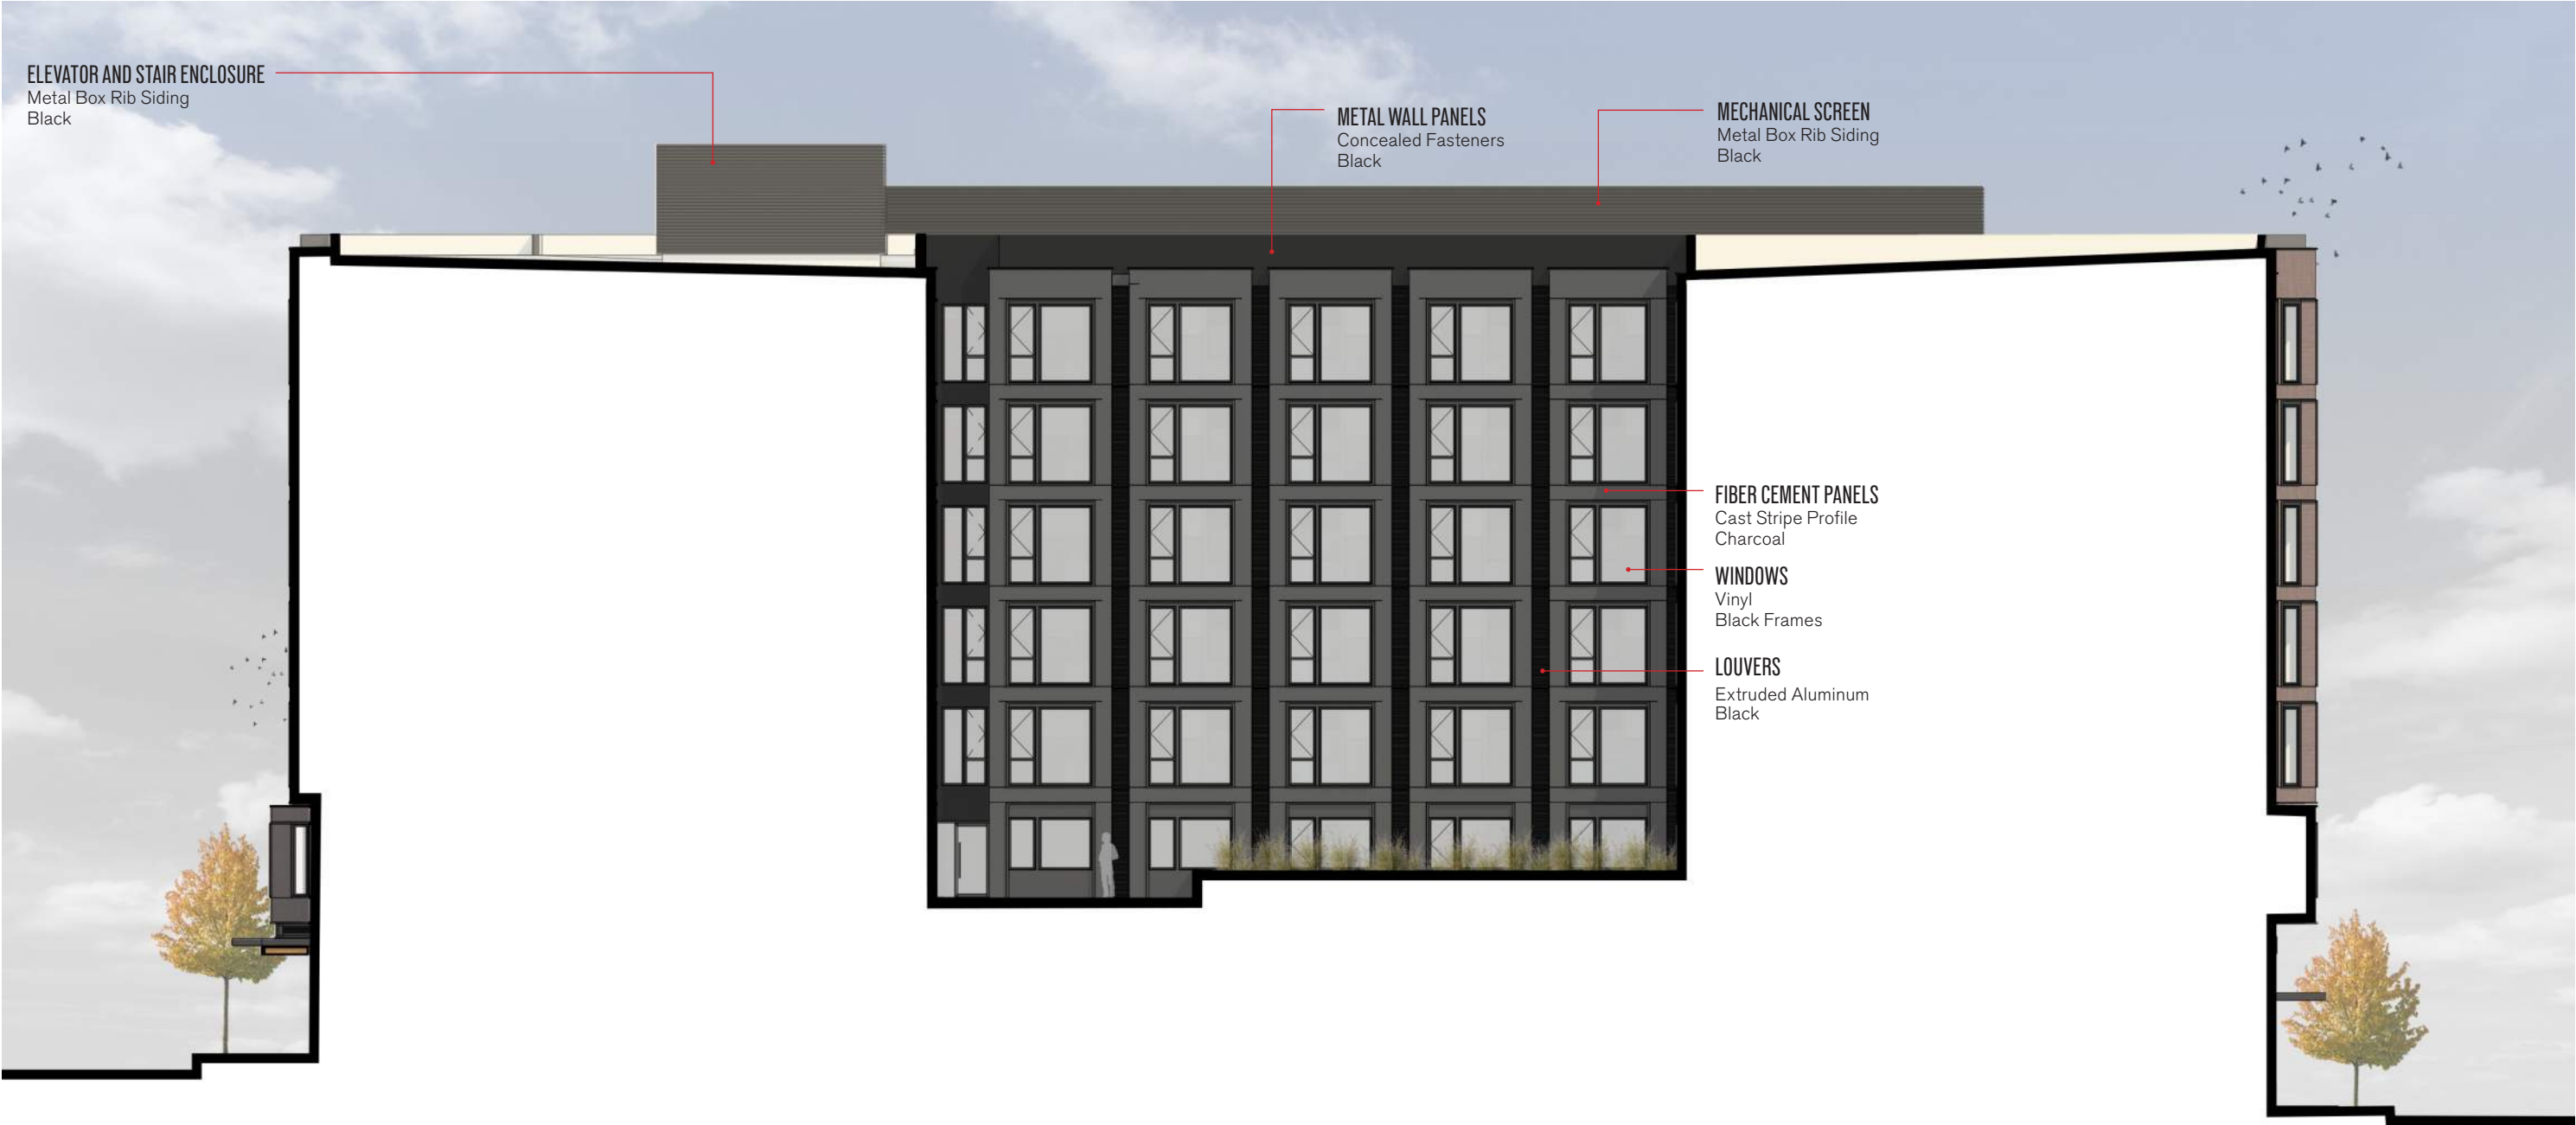 ELEVATOR AND STAIR ENCLOSURE
Metal Box Rib Siding
Black
METAL WALL PANELS
Concealed Fasteners
Black
MECHANICAL SCREEN
Metal Box Rib Siding
Black
FIBER CEMENT PANELS
Cast Stripe Profile
Charcoal
WINDOWS
Vinyl
Black Frames
LOUVERS
Extruded Aluminum
Black